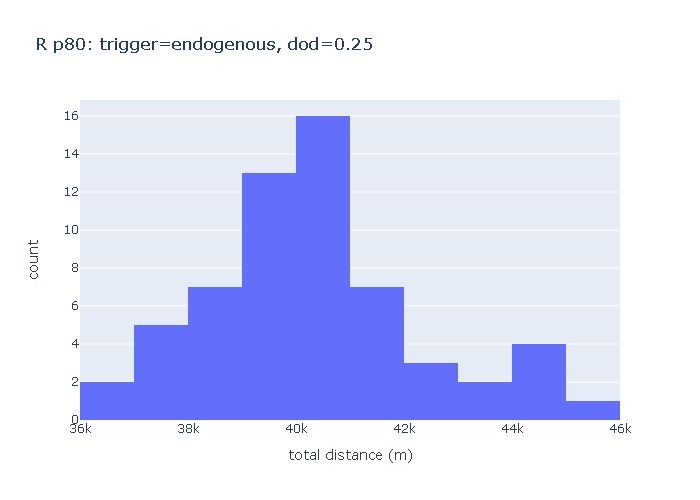 R p80: trigger=endogenous, dod=0.25
16
14
12
10
8
6
4
2
0
count
36k 38k 40k 42k 44k 46k
total distance (m)